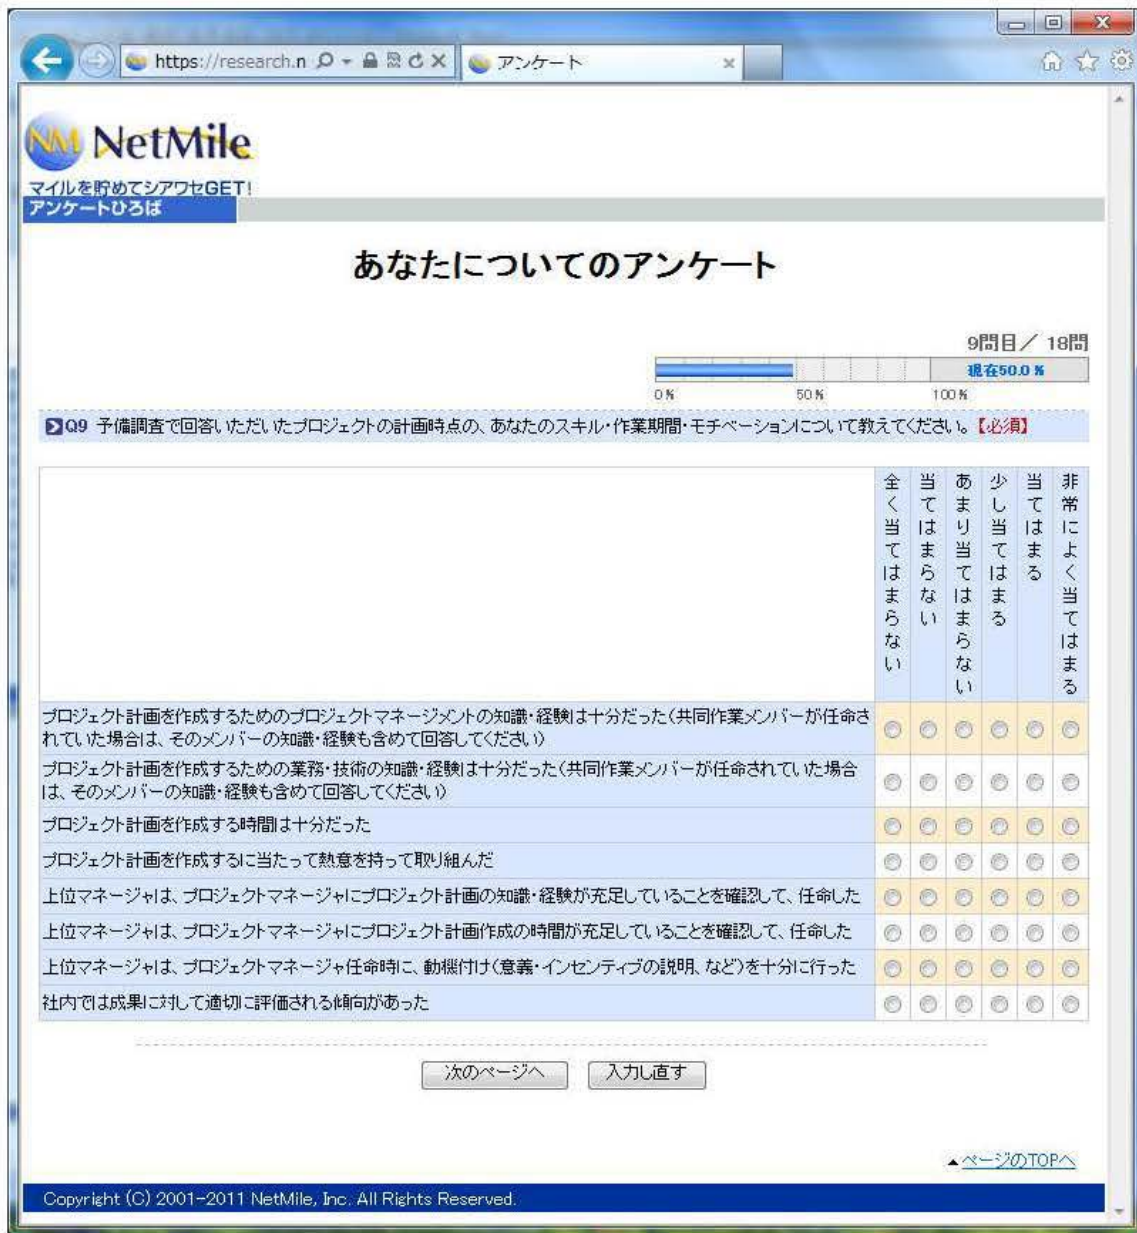 https://research.n
アンケート
NM NetMile
マイルを貯めてシアワセGET!
アンケートひろば
あなたについてのアンケート
9問目／ 18問
現在50.0 %
0 % 50 % 100 %
Q9 予備調査で回答いただいたプロジェクトの計画時点の、あなたのスキル・作業期間・モチベーションについて教えてください。【必須】
全く当てはまらない
当てはまらない
あまり当てはまらない
少し当てはまる
当てはまる
非常によく当てはまる
プロジェクト計画を作成するためのプロジェクトマネージメントの知識・経験は十分だった(共同作業メンバーが任命さ
れていた場合は、そのメンバーの知識・経験も含めて回答してください)
プロジェクト計画を作成するための業務・技術の知識・経験は十分だった(共同作業メンバーが任命されていた場合
は、そのメンバーの知識・経験も含めて回答してください)
プロジェクト計画を作成する時間は十分だった
プロジェクト計画を作成するに当たって熱意を持って取り組んだ
上位マネージャは、プロジェクトマネージャにプロジェクト計画の知識・経験が充足していることを確認して、任命した
上位マネージャは、プロジェクトマネージャにプロジェクト計画作成の時間が充足していることを確認して、任命した
上位マネージャは、プロジェクトマネージャ任命時に、動機付け(意義・インセンティブの説明、など)を十分に行った
社内では成果に対して適切に評価される傾向があった
次のページへ 入力し直す
▲ページのTOPへ
Copyright (C) 2001-2011 NetMile, Inc. All Rights Reserved.